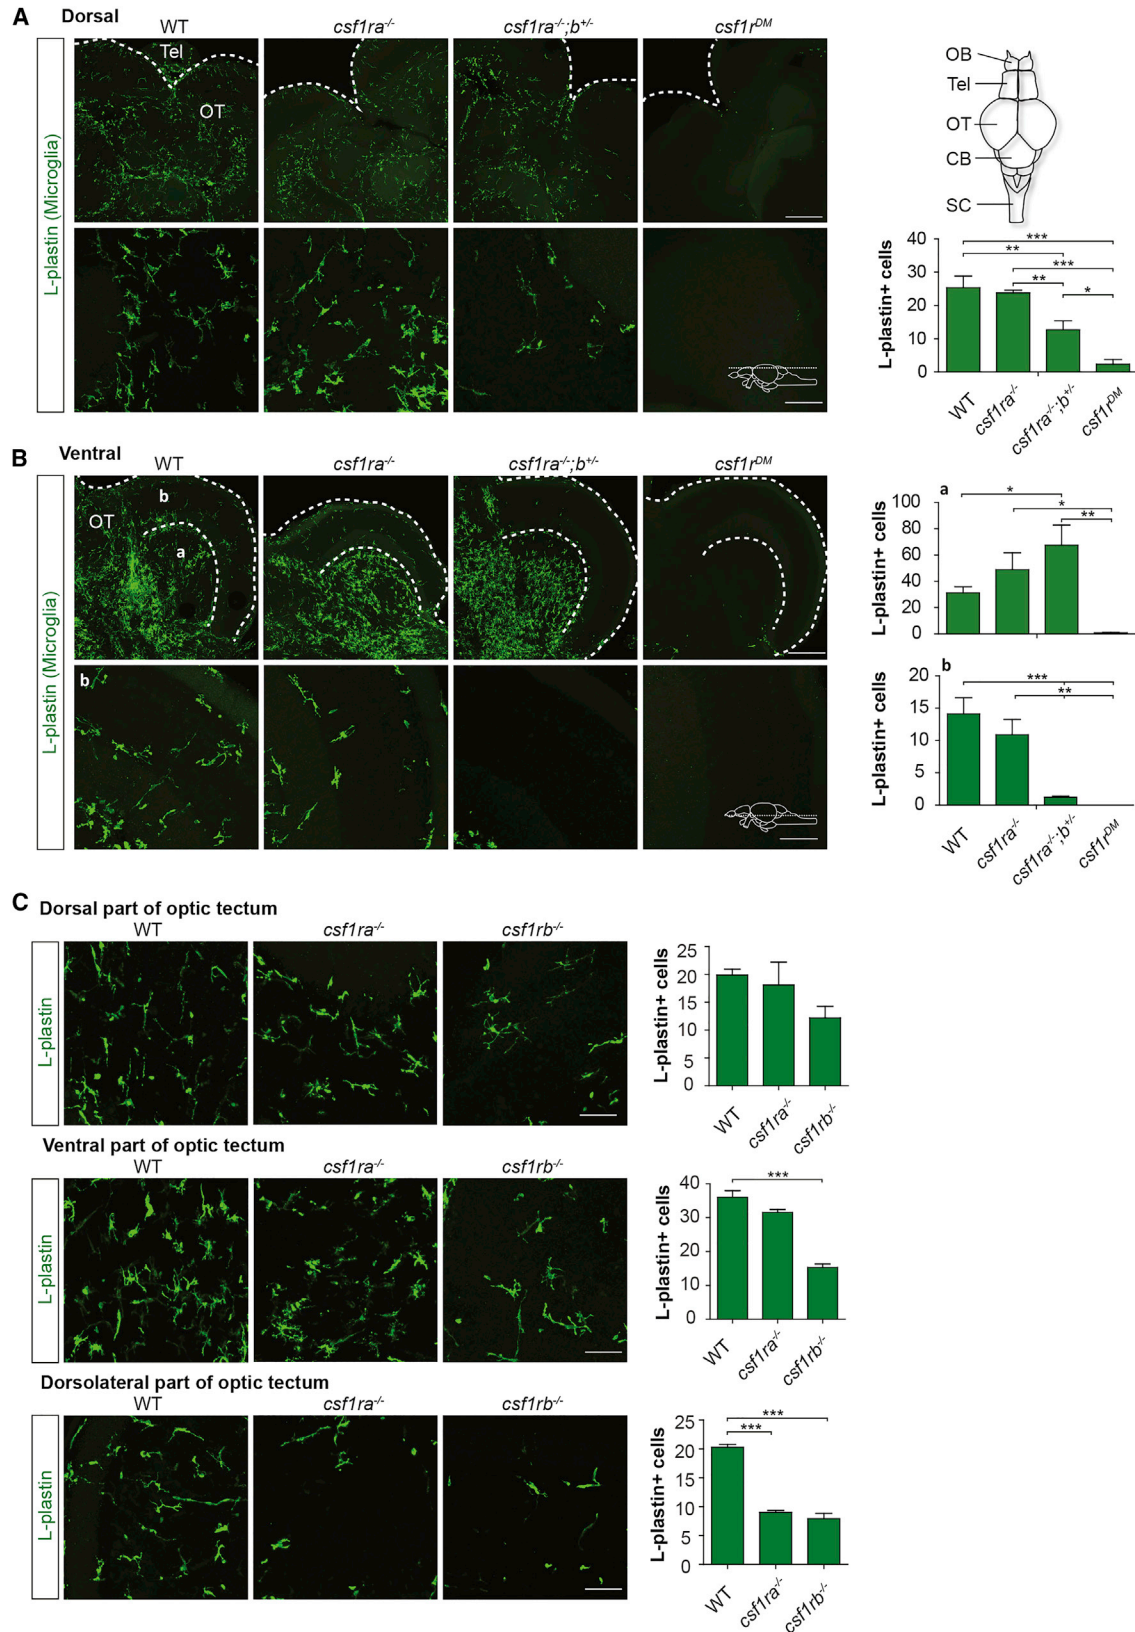 A Dorsal
WT csf1ra-/- csf1ra-/-;b+/- csf1rDM
L-plastin (Microglia)
Tel
OT
OB
Tel
OT
CB
SC
L-plastin+ cells
40
30
20
10
0
*** ** *** ** *
WT csf1ra-/- csf1ra-/-;b+/- csf1rDM
B Ventral
WT csf1ra-/- csf1ra-/-;b+/- csf1rDM
L-plastin (Microglia)
b
OT
a
b
a
L-plastin+ cells
100
80
60
40
20
0
* * **
b
L-plastin+ cells
20
15
10
5
0
*** **
WT csf1ra-/- csf1ra-/-;b+/- csf1rDM
C
Dorsal part of optic tectum
WT csf1ra-/- csf1rb-/-
L-plastin
L-plastin+ cells
25
20
15
10
5
0
WT csf1ra-/- csf1rb-/-
Ventral part of optic tectum
WT csf1ra-/- csf1rb-/-
L-plastin
L-plastin+ cells
***
40
30
20
10
0
WT csf1ra-/- csf1rb-/-
Dorsolateral part of optic tectum
WT csf1ra-/- csf1rb-/-
L-plastin
L-plastin+ cells
*** ***
25
20
15
10
5
0
WT csf1ra-/- csf1rb-/-